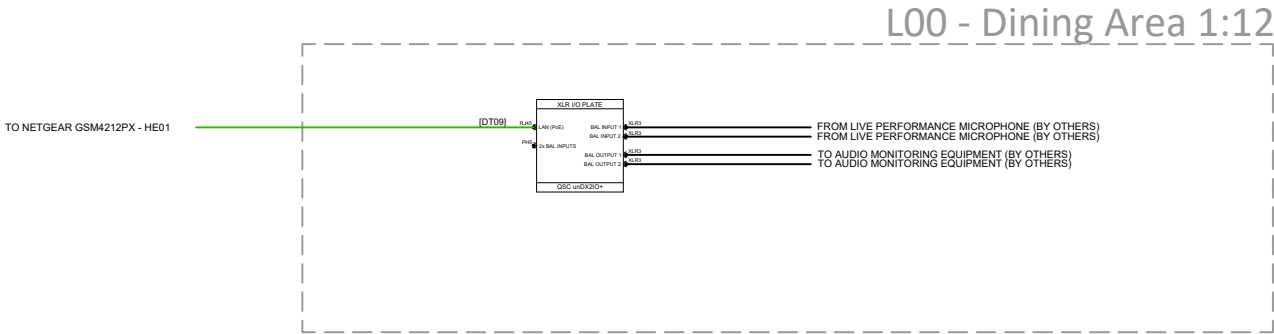 L00 - Dining Area 1:12
XLR I/O PLATE
TO NETGEAR GSM4212PX - HE01
[DT09]
RJ45
LAN (PoE)
BAL INPUT 1
XLR3
FROM LIVE PERFORMANCE MICROPHONE (BY OTHERS)
BAL INPUT 2
XLR3
FROM LIVE PERFORMANCE MICROPHONE (BY OTHERS)
PH6
2x BAL INPUTS
BAL OUTPUT 1
XLR3
TO AUDIO MONITORING EQUIPMENT (BY OTHERS)
BAL OUTPUT 2
XLR3
TO AUDIO MONITORING EQUIPMENT (BY OTHERS)
QSC unDX2IO+